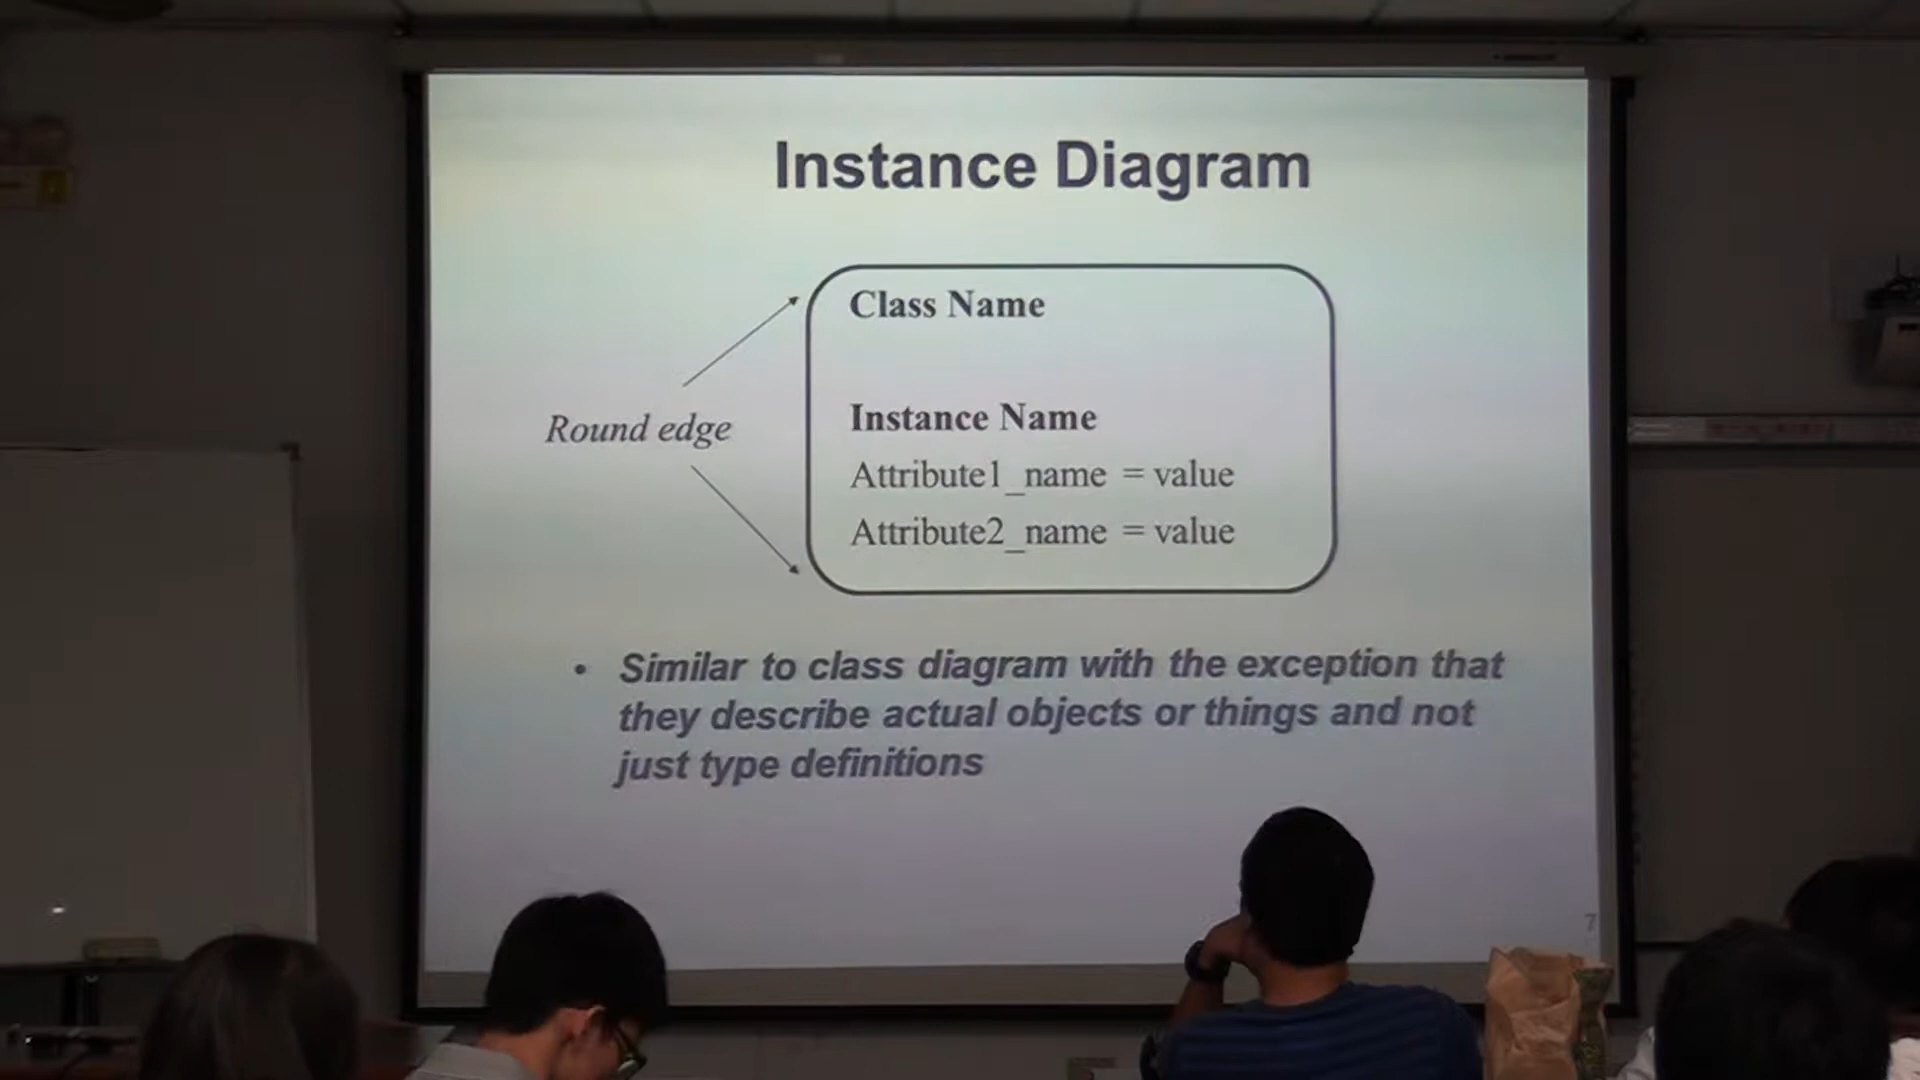 Instance Diagram
Class Name
Round edge
Instance Name
Attribute1_name = value
Attribute2_name = value
• Similar to class diagram with the exception that
they describe actual objects or things and not
just type definitions
7